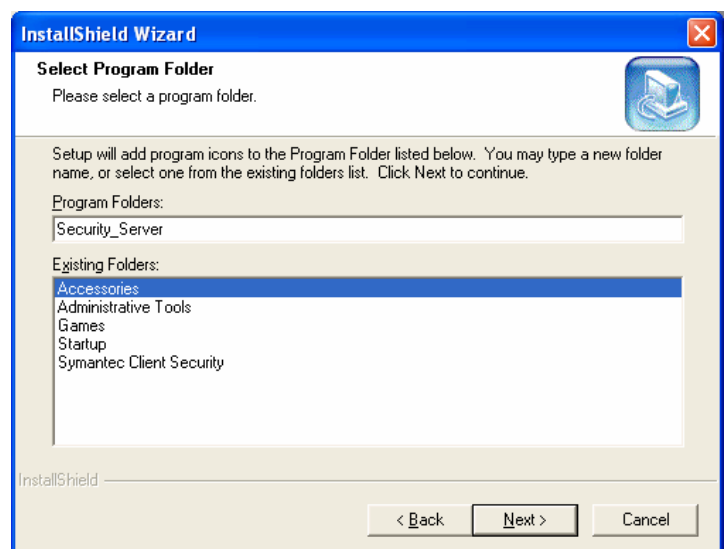 InstallShield Wizard
Select Program Folder
Please select a program folder.
Setup will add program icons to the Program Folder listed below. You may type a new folder
name, or select one from the existing folders list. Click Next to continue.
Program Folders:
Security_Server
Existing Folders:
Accessories
Administrative Tools
Games
Startup
Symantec Client Security
InstallShield
< Back Next > Cancel